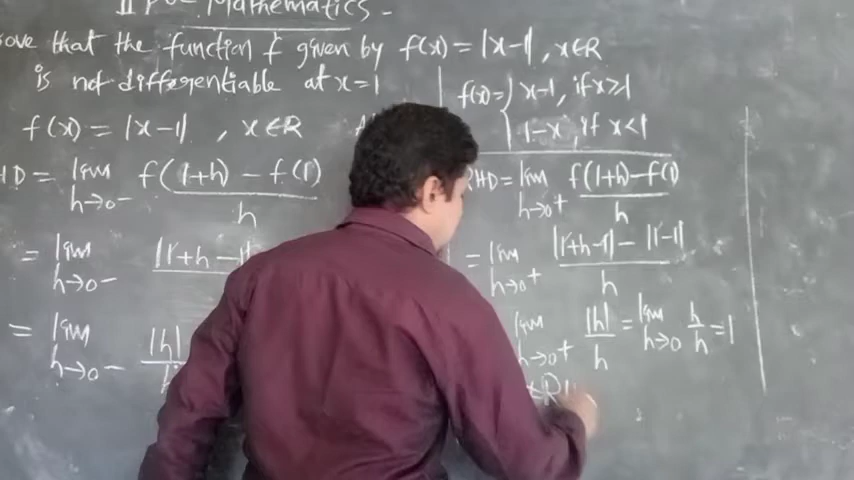 II PU - Mathematics -
that the function f given by f(x) = |x-1|, x∈R
is not differentiable at x=1
f(x) = |x-1| , x∈R
f(x) = { x-1, if x≥1
1-x, if x<1
HD = lim h→0- f(1+h) - f(1) / h
= lim h→0- |1+h-1|
= lim h→0- |h|
RHD = lim h→0+ f(1+h)-f(1) / h
= lim h→0+ |1+h-1| - |1-1| / h
lim h→0+ |h| / h = lim h→0 h/h = 1